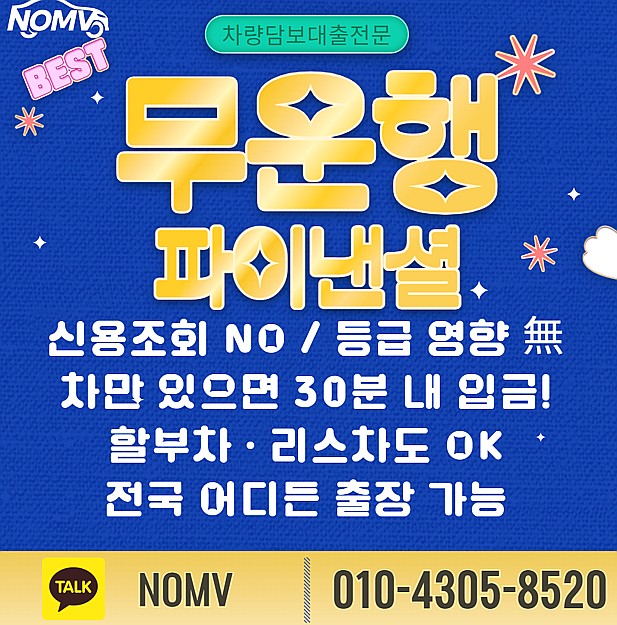 NOMV
BEST
차량담보대출전문
무운행
파이낸셜
신용조회 NO / 등급 영향 無
차만 있으면 30분 내 입금!
할부차 · 리스차도 OK
전국 어디든 출장 가능
TALK NOMV 010-4305-8520